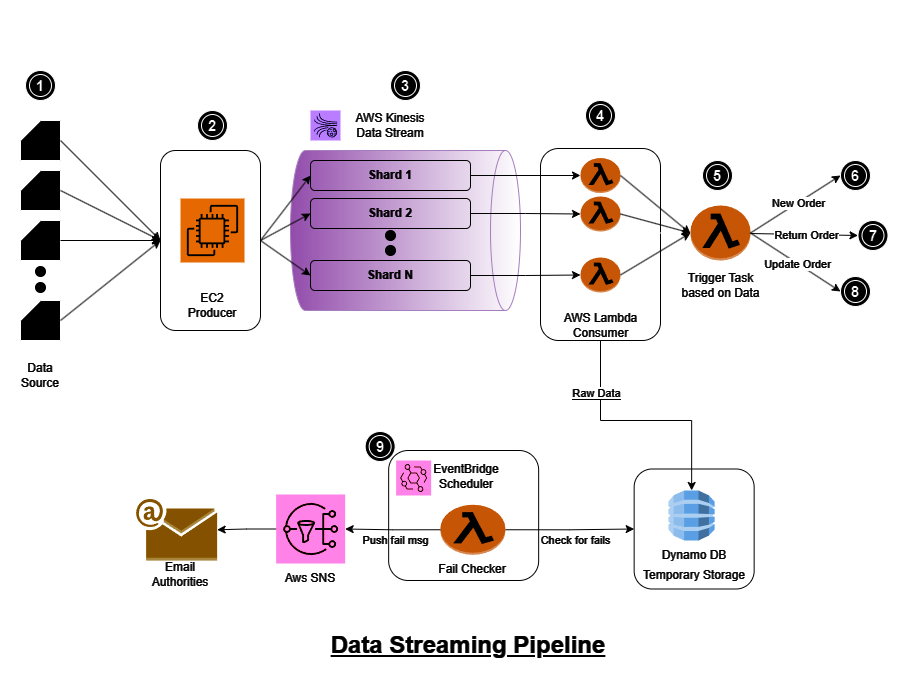 1
2
3
4
5
6
7
8
9
Data
Source
EC2
Producer
AWS Kinesis
Data Stream
Shard 1
Shard 2
Shard N
AWS Lambda
Consumer
Trigger Task
based on Data
New Order
Return Order
Update Order
Raw Data
EventBridge
Scheduler
Fail Checker
Push fail msg
Check for fails
Dynamo DB
Temporary Storage
Aws SNS
@
Email
Authorities
Data Streaming Pipeline